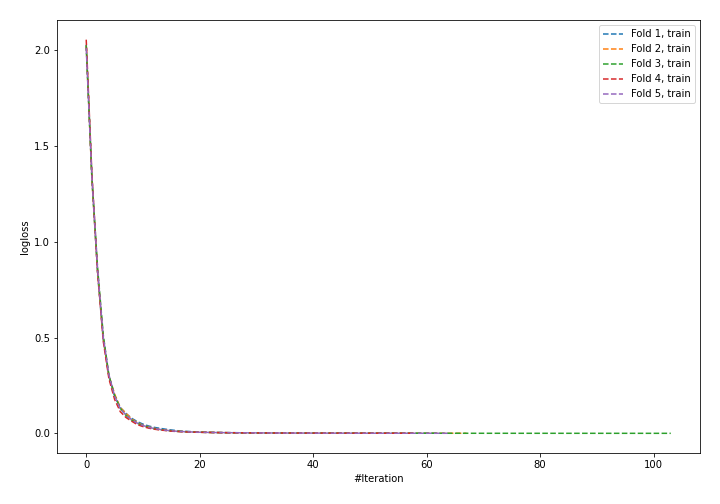 Fold 1, train
Fold 2, train
Fold 3, train
Fold 4, train
Fold 5, train
2.0
1.5
1.0
0.5
0.0
logloss
0 20 40 60 80 100
#Iteration